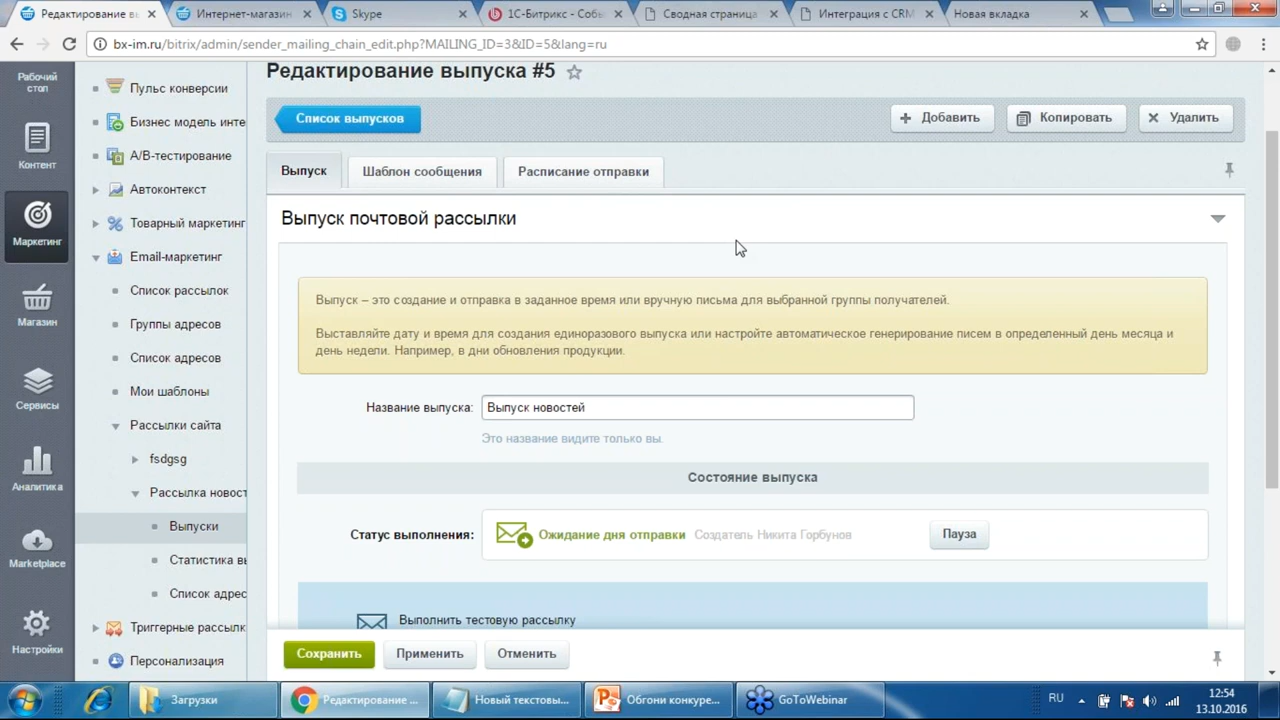 Редактирование вы
Интернет-магазин
Skype
1С-Битрикс - Собы
Сводная страница
Интеграция с CRM
Новая вкладка
bx-im.ru/bitrix/admin/sender_mailing_chain_edit.php?MAILING_ID=3&ID=5&lang=ru
Рабочий
стол
Контент
Маркетинг
Магазин
Сервисы
Аналитика
Marketplace
Настройки
Пульс конверсии
Бизнес модель инте
A/B-тестирование
Автоконтекст
Товарный маркетинг
Email-маркетинг
Список рассылок
Группы адресов
Список адресов
Мои шаблоны
Рассылки сайта
fsdgsg
Рассылка новост
Выпуски
Статистика вы
Список адрес
Триггерные рассылк
Персонализация
Редактирование выпуска #5
Список выпусков
Добавить
Копировать
Удалить
Выпуск
Шаблон сообщения
Расписание отправки
Выпуск почтовой рассылки
Выпуск – это создание и отправка в заданное время или вручную письма для выбранной группы получателей.
Выставляйте дату и время для создания единоразового выпуска или настройте автоматическое генерирование писем в определенный день месяца и
день недели. Например, в дни обновления продукции.
Название выпуска: Выпуск новостей
Это название видите только вы.
Состояние выпуска
Статус выполнения: Ожидание дня отправки Создатель Никита Горбунов Пауза
Выполнить тестовую рассылку
Сохранить
Применить
Отменить
Загрузки
Редактирование ...
Новый текстовы...
Обгони конкуре...
GoToWebinar
RU
12:54
13.10.2016